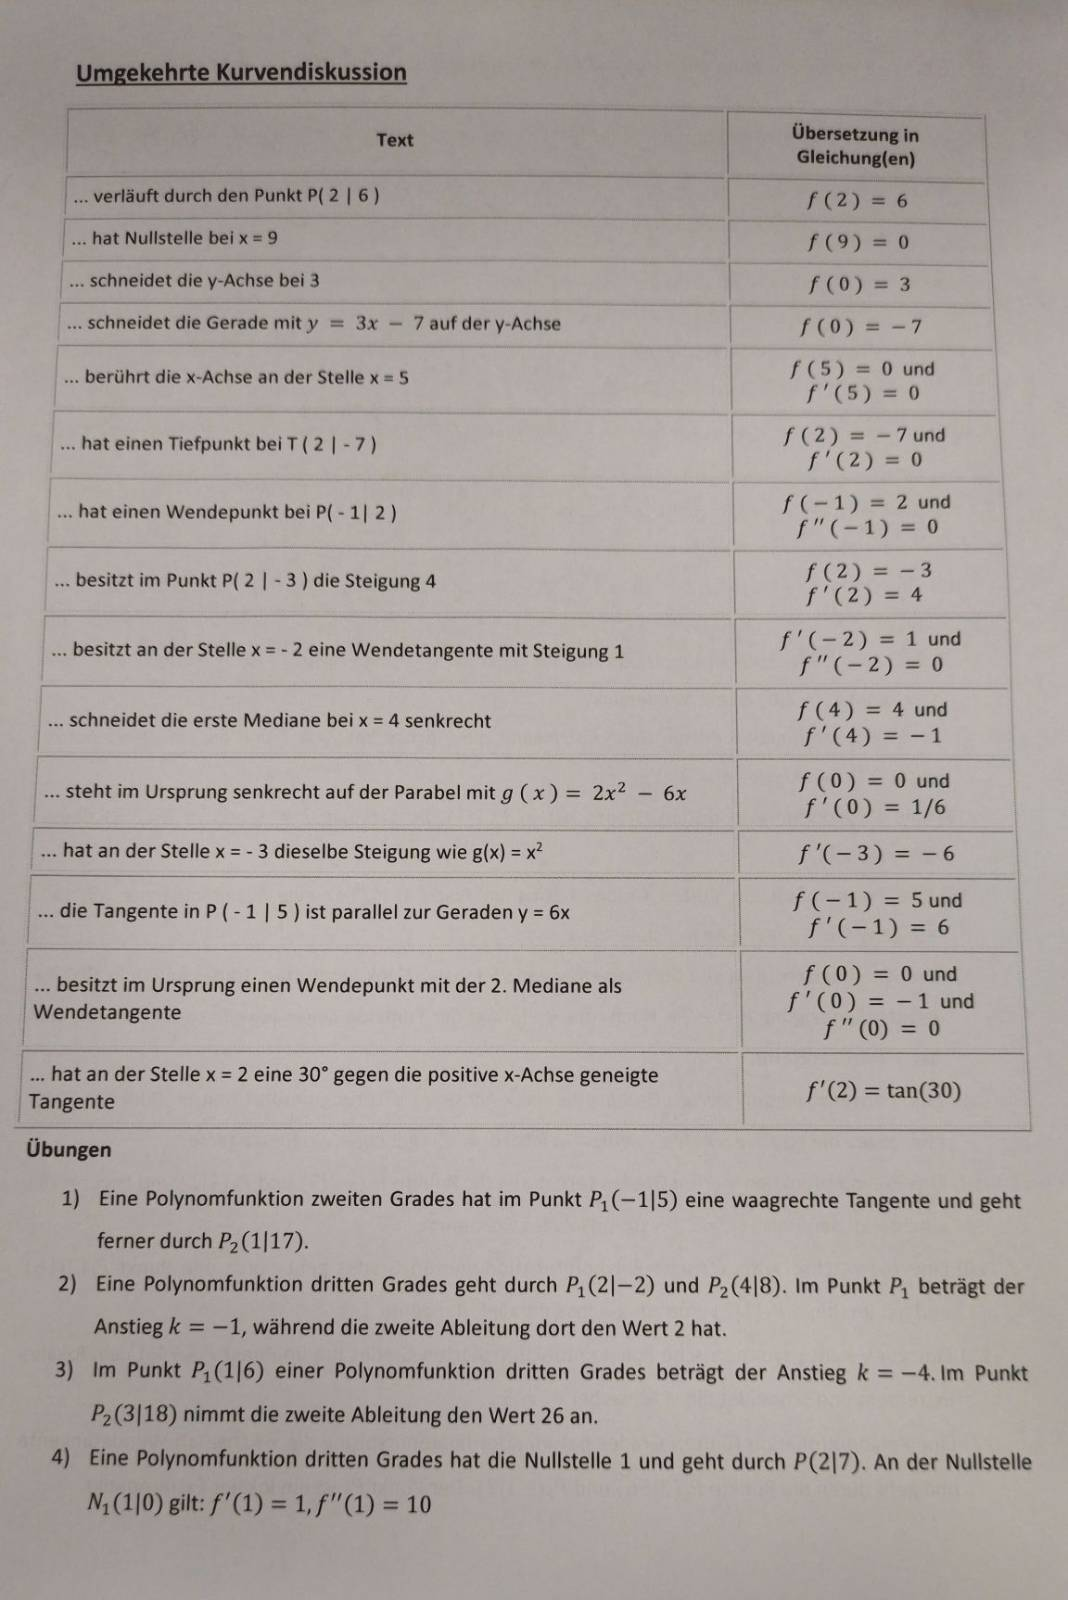 Umgekehrte Kurvendiskussion
Text
Übersetzung in
Gleichung(en)
... verläuft durch den Punkt P( 2 | 6 )
f ( 2 ) = 6
... hat Nullstelle bei x = 9
f ( 9 ) = 0
... schneidet die y-Achse bei 3
f ( 0 ) = 3
... schneidet die Gerade mit y = 3x − 7 auf der y-Achse
f ( 0 ) = − 7
... berührt die x-Achse an der Stelle x = 5
f ( 5 ) = 0 und
f ′ ( 5 ) = 0
... hat einen Tiefpunkt bei T ( 2 | - 7 )
f ( 2 ) = − 7 und
f ′ ( 2 ) = 0
... hat einen Wendepunkt bei P( - 1| 2 )
f ( − 1 ) = 2 und
f ″ ( − 1 ) = 0
... besitzt im Punkt P( 2 | - 3 ) die Steigung 4
f ( 2 ) = − 3
f ′ ( 2 ) = 4
... besitzt an der Stelle x = - 2 eine Wendetangente mit Steigung 1
f ′ ( − 2 ) = 1 und
f ″ ( − 2 ) = 0
... schneidet die erste Mediane bei x = 4 senkrecht
f ( 4 ) = 4 und
f ′ ( 4 ) = − 1
... steht im Ursprung senkrecht auf der Parabel mit g ( x ) = 2x² − 6x
f ( 0 ) = 0 und
f ′ ( 0 ) = 1/6
... hat an der Stelle x = - 3 dieselbe Steigung wie g(x) = x²
f ′( − 3 ) = − 6
... die Tangente in P ( - 1 | 5 ) ist parallel zur Geraden y = 6x
f ( − 1 ) = 5 und
f ′ ( − 1 ) = 6
... besitzt im Ursprung einen Wendepunkt mit der 2. Mediane als
Wendetangente
f ( 0 ) = 0 und
f ′ ( 0 ) = − 1 und
f ″ (0) = 0
... hat an der Stelle x = 2 eine 30° gegen die positive x-Achse geneigte
Tangente
f′(2) = tan(30)
Übungen
1) Eine Polynomfunktion zweiten Grades hat im Punkt P₁(−1|5) eine waagrechte Tangente und geht
ferner durch P₂(1|17).
2) Eine Polynomfunktion dritten Grades geht durch P₁(2|−2) und P₂(4|8). Im Punkt P₁ beträgt der
Anstieg k = −1, während die zweite Ableitung dort den Wert 2 hat.
3) Im Punkt P₁(1|6) einer Polynomfunktion dritten Grades beträgt der Anstieg k = −4. Im Punkt
P₂(3|18) nimmt die zweite Ableitung den Wert 26 an.
4) Eine Polynomfunktion dritten Grades hat die Nullstelle 1 und geht durch P(2|7). An der Nullstelle
N₁(1|0) gilt: f′(1) = 1, f″(1) = 10